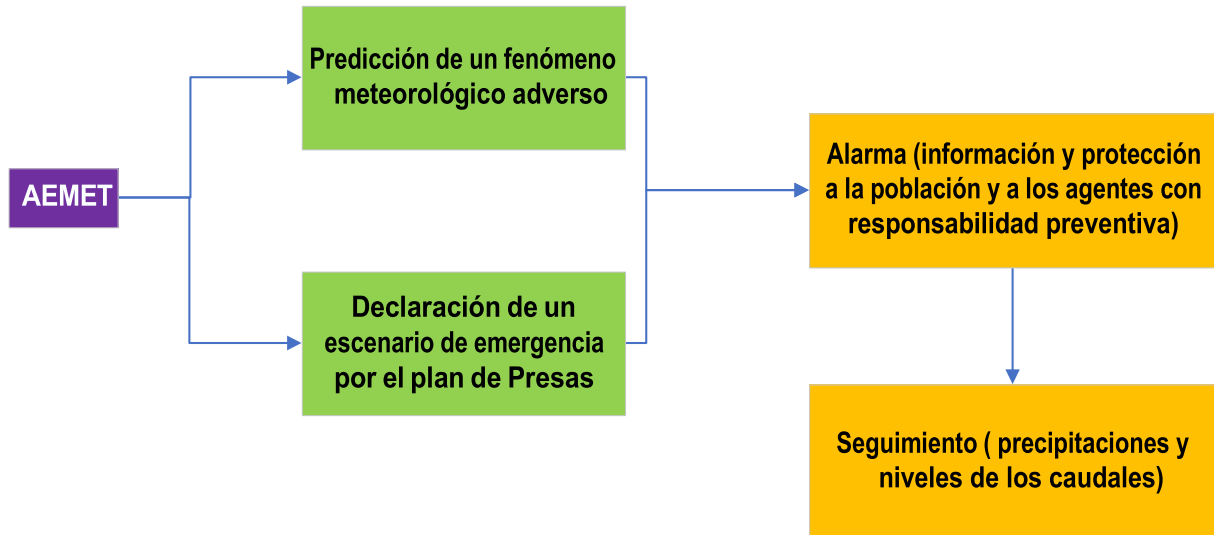 AEMET
Predicción de un fenómeno
meteorológico adverso
Declaración de un
escenario de emergencia
por el plan de Presas
Alarma (información y protección
a la población y a los agentes con
responsabilidad preventiva)
Seguimiento ( precipitaciones y
niveles de los caudales)